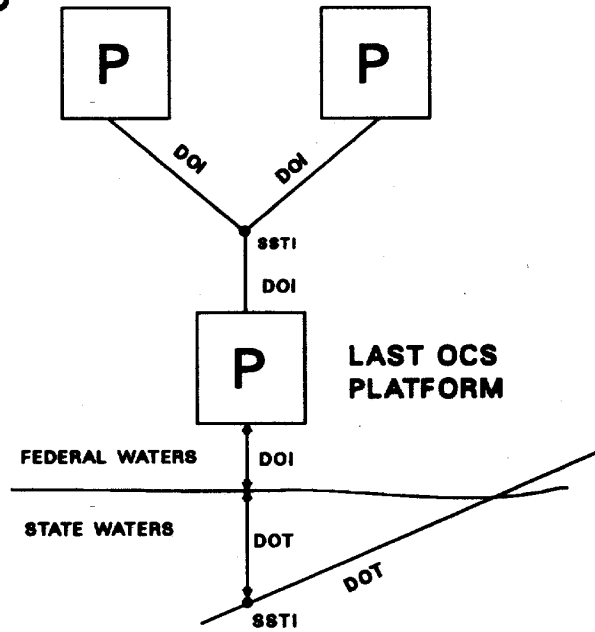 P
P
DOI
DOI
SSTI
DOI
P
LAST OCS
PLATFORM
FEDERAL WATERS
DOI
STATE WATERS
DOT
DOT
SSTI